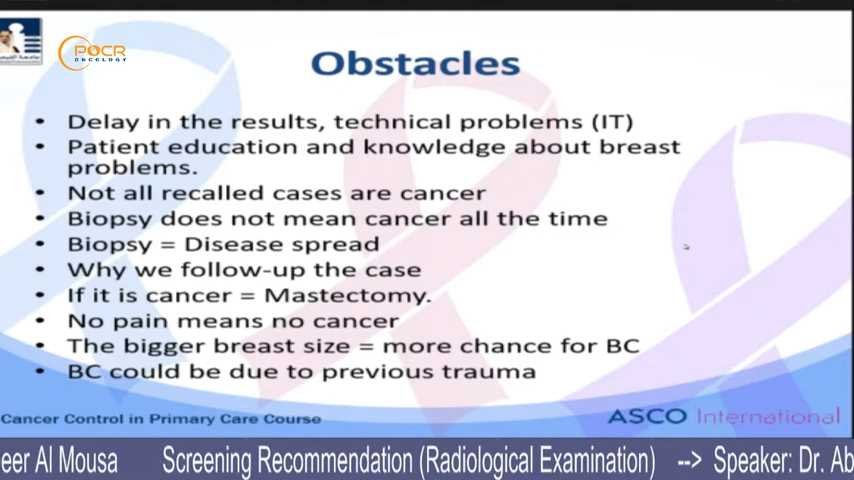 POCR
ONCOLOGY
Obstacles
• Delay in the results, technical problems (IT)
• Patient education and knowledge about breast
problems.
• Not all recalled cases are cancer
• Biopsy does not mean cancer all the time
• Biopsy = Disease spread
• Why we follow-up the case
• If it is cancer = Mastectomy.
• No pain means no cancer
• The bigger breast size = more chance for BC
• BC could be due to previous trauma
Cancer Control in Primary Care Course
ASCO International
eer Al Mousa Screening Recommendation (Radiological Examination) --> Speaker: Dr. Ab